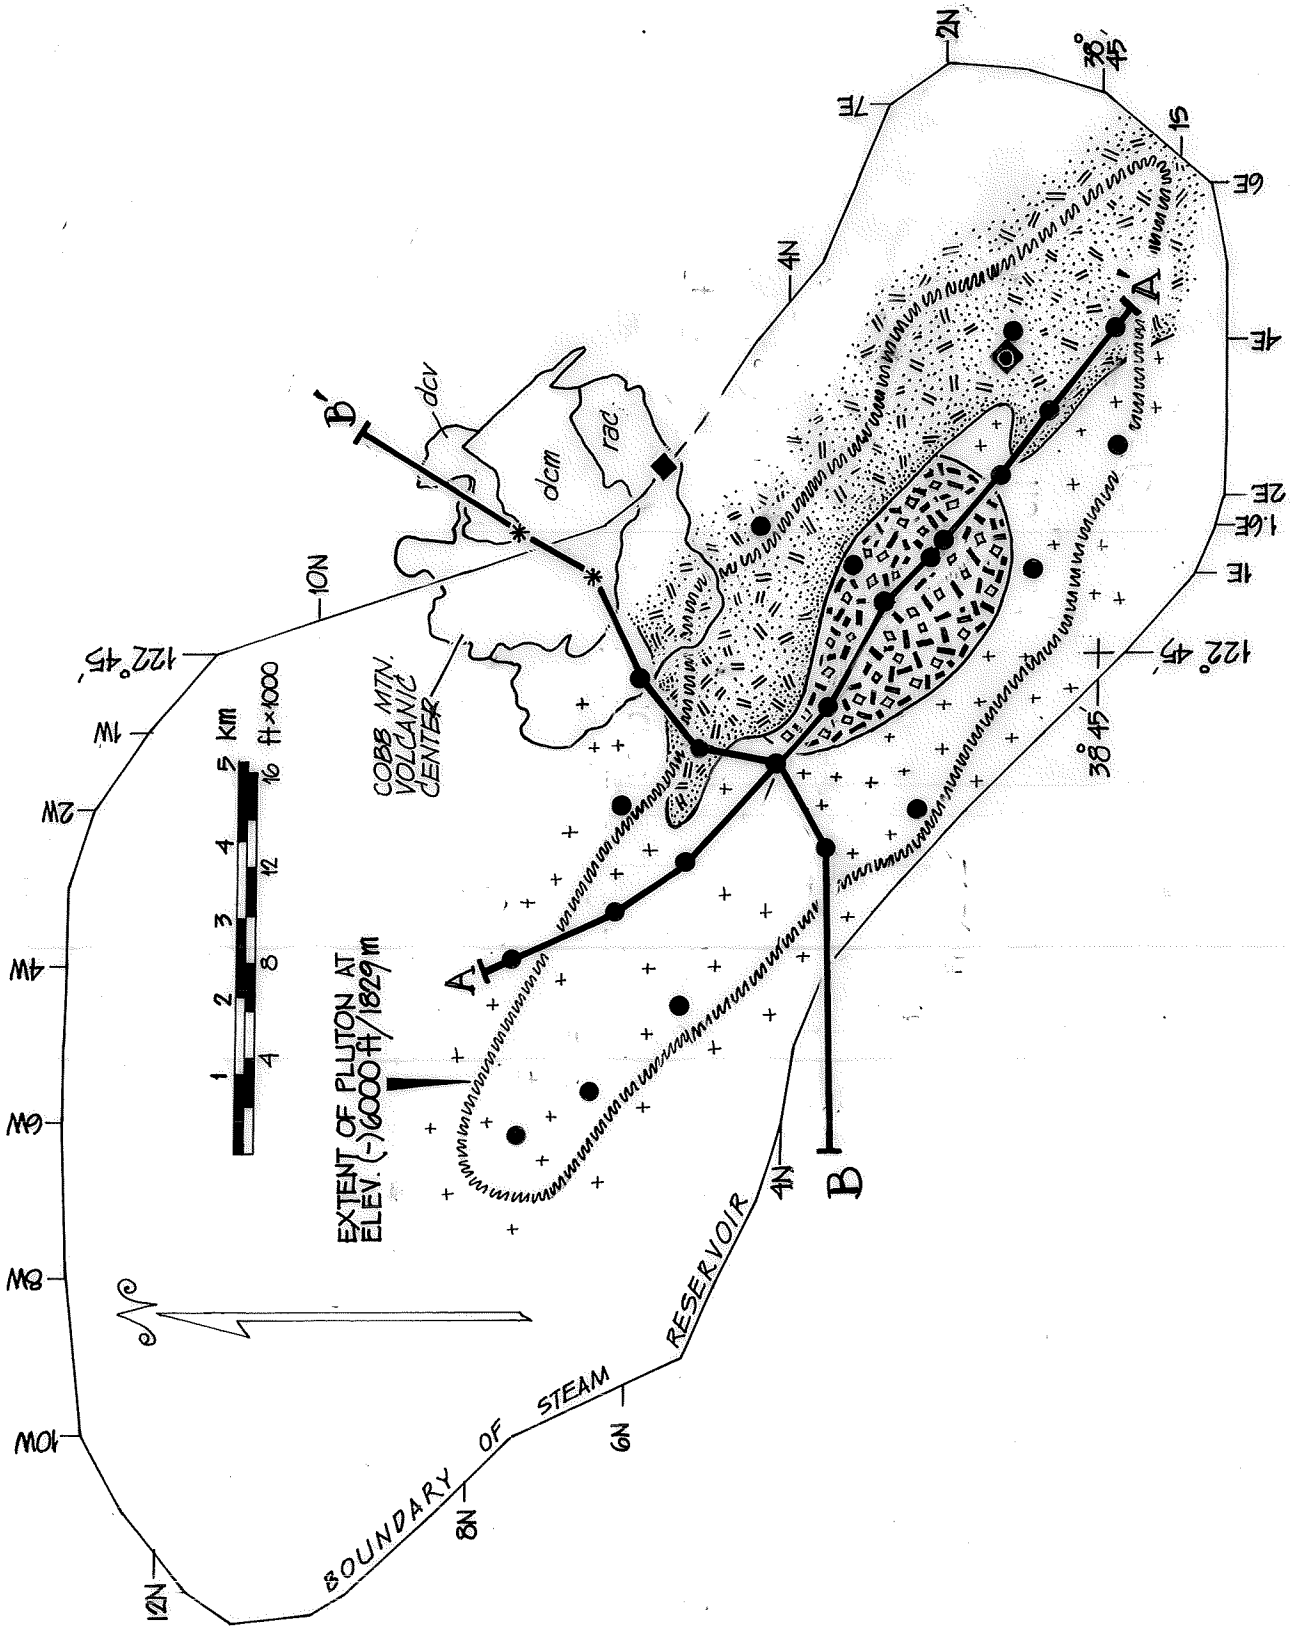 2N
38° 45'
7E
1S
6E
4N
A'
4E
B'
dcv
dcm
rac
10N
2E
1.6E
1E
122° 45'
122° 45'
38° 45'
1W
2W
4W
6W
8W
10W
COBB MTN.
VOLCANIC
CENTER
1 2 3 4 5 km
4 8 12 16 ft x 1000
A
EXTENT OF PLUTON AT
ELEV. (-)6000 ft/1829 m
B
4N
N
BOUNDARY OF STEAM RESERVOIR
6N
8N
12N